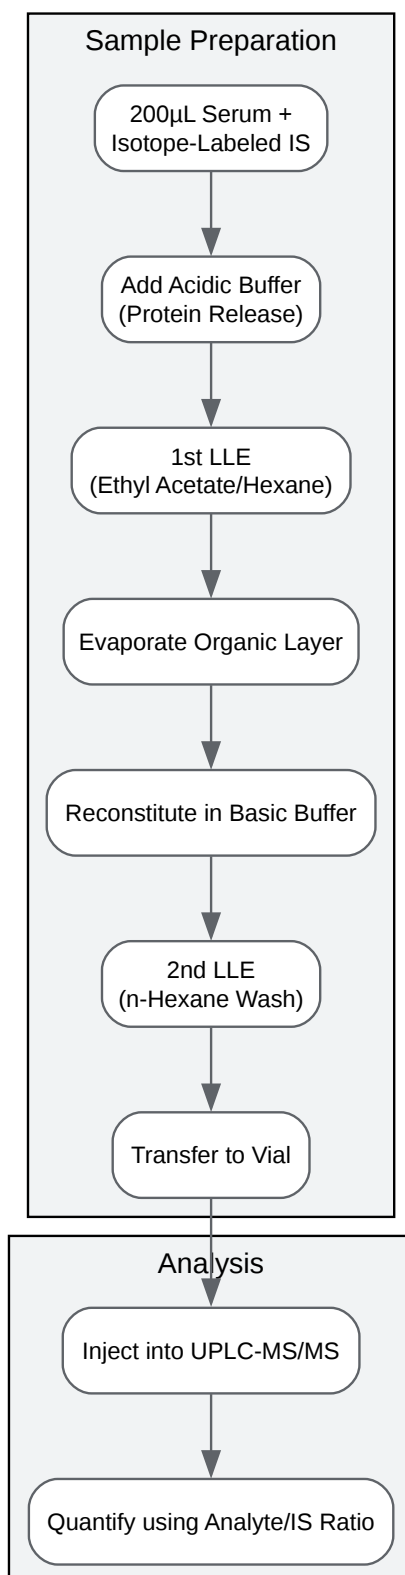 Sample Preparation
200µL Serum +
Isotope-Labeled IS
Add Acidic Buffer
(Protein Release)
1st LLE
(Ethyl Acetate/Hexane)
Evaporate Organic Layer
Reconstitute in Basic Buffer
2nd LLE
(n-Hexane Wash)
Transfer to Vial
Analysis
Inject into UPLC-MS/MS
Quantify using Analyte/IS Ratio